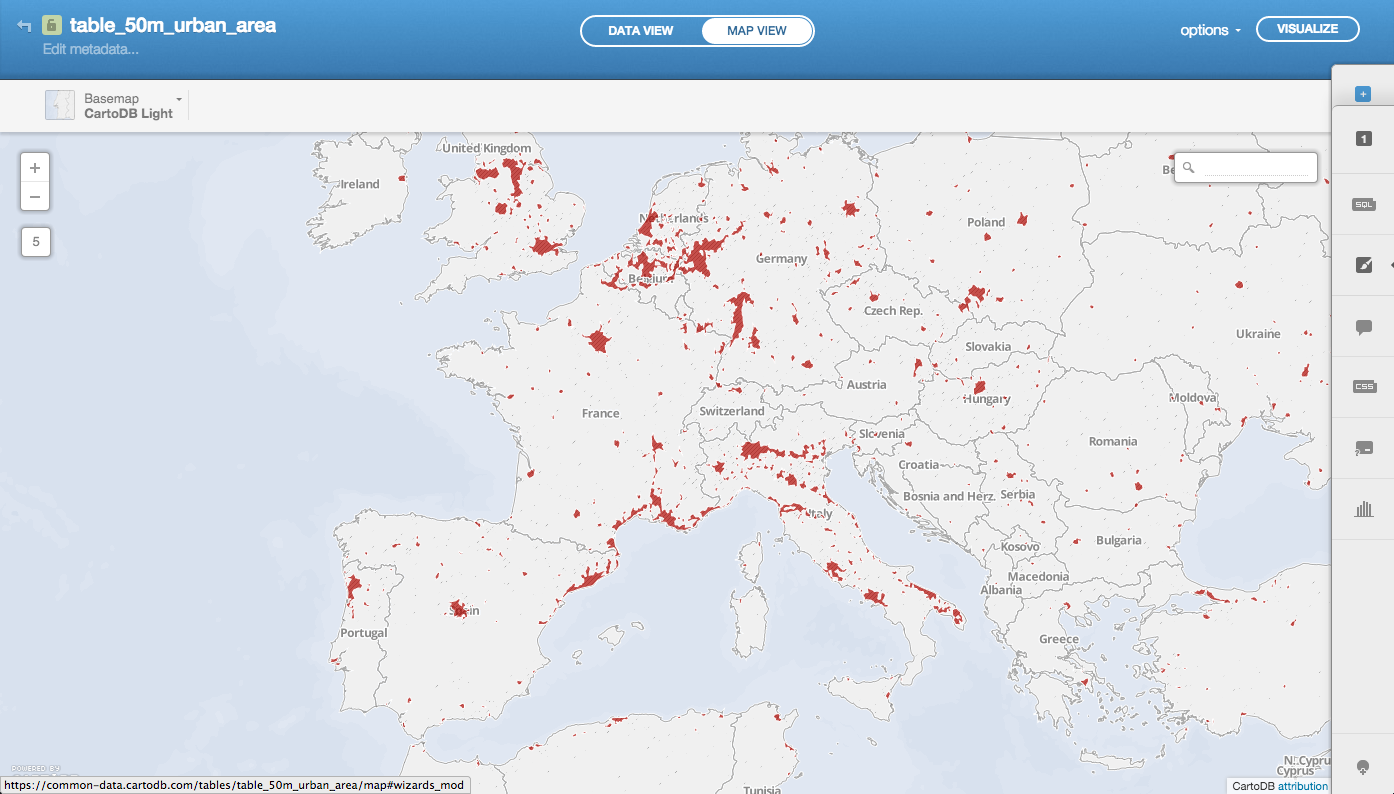 table_50m_urban_area
Edit metadata...
DATA VIEW
MAP VIEW
options
VISUALIZE
Basemap
CartoDB Light
+
1
+
−
5
SQL
CSS
?
United Kingdom
Ireland
Netherlands
Poland
Germany
Belgium
Czech Rep.
Ukraine
Slovakia
Austria
Hungary
Moldova
France
Switzerland
Slovenia
Romania
Croatia
Bosnia and Herz.
Serbia
Italy
Bulgaria
Kosovo
Macedonia
Albania
Spain
Portugal
Greece
N. Cyprus
Cyprus
Tunisia
POWERED BY
https://common-data.cartodb.com/tables/table_50m_urban_area/map#wizards_mod
CartoDB attribution